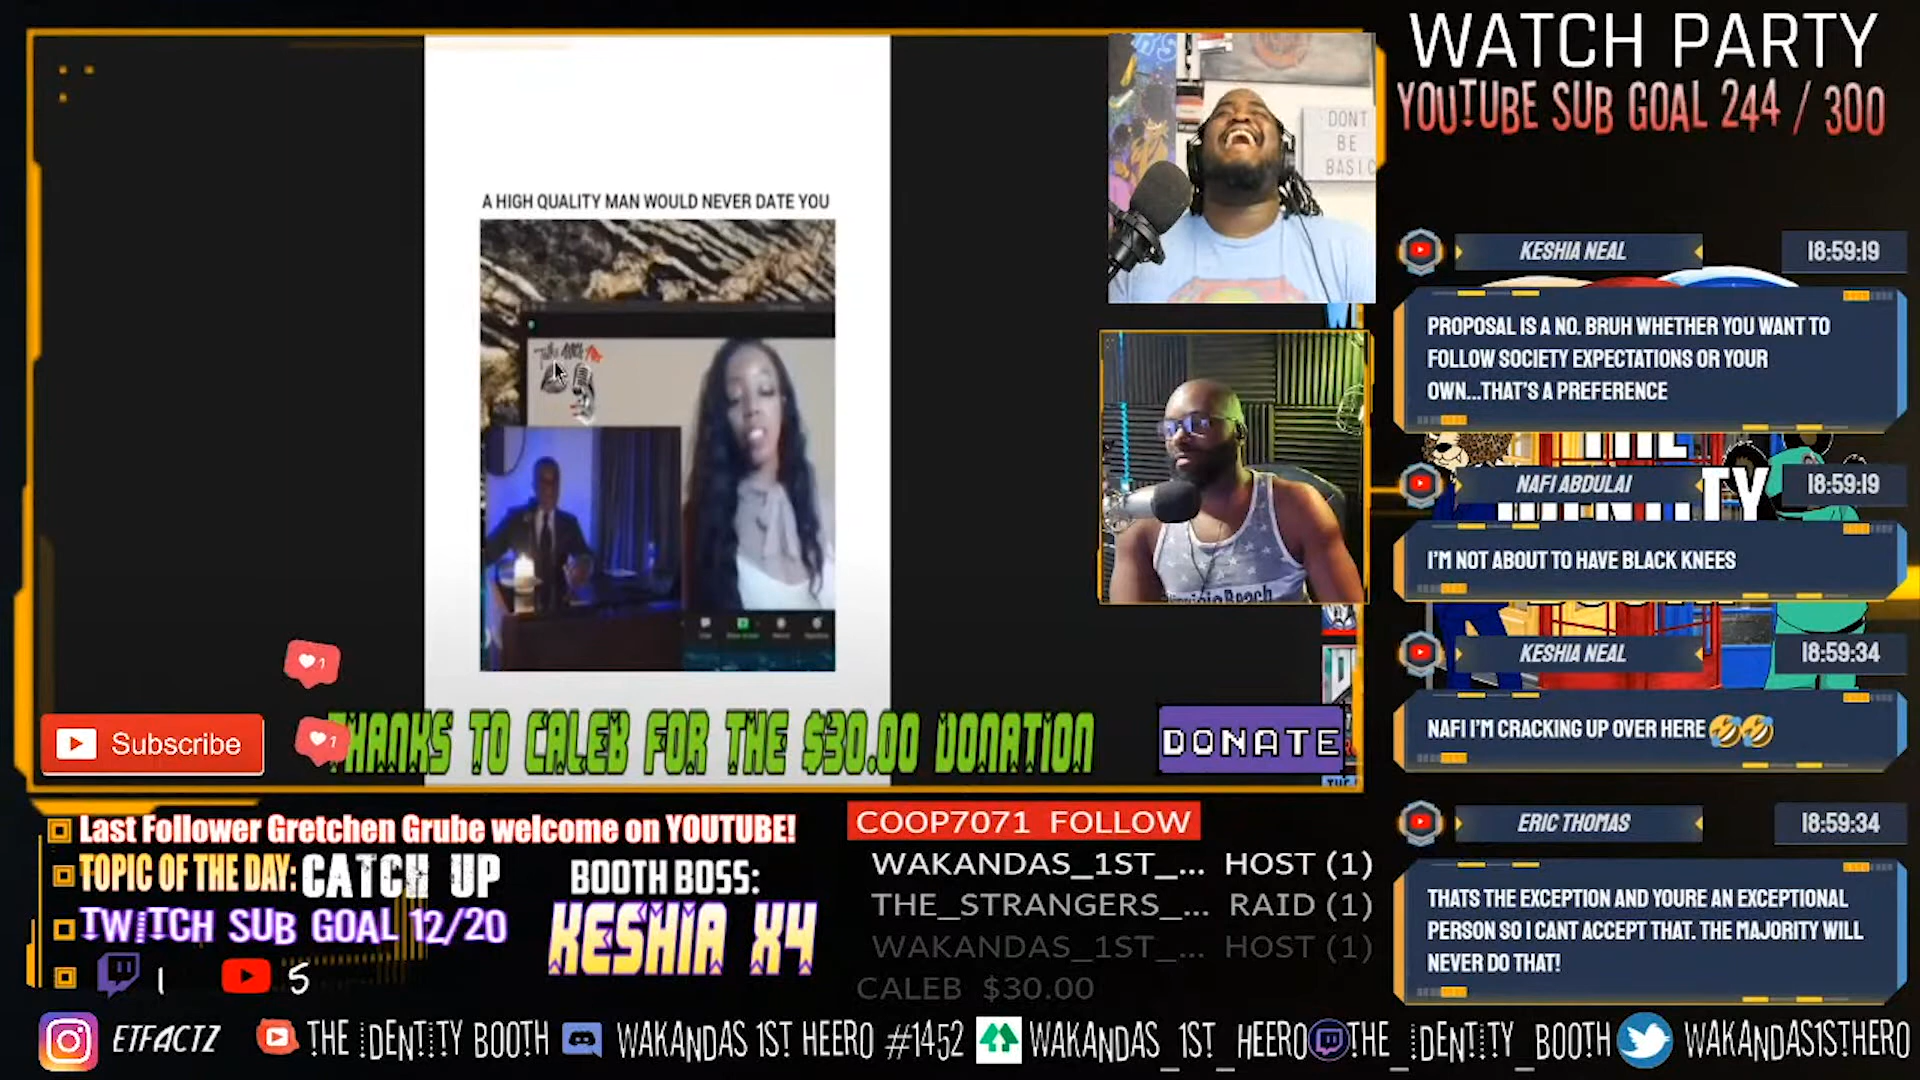 WATCH PARTY
YOUTUBE SUB GOAL 244 / 300
DONT
BE
BASIC
A HIGH QUALITY MAN WOULD NEVER DATE YOU
KESHIA NEAL 18:59:19
PROPOSAL IS A NO. BRUH WHETHER YOU WANT TO
FOLLOW SOCIETY EXPECTATIONS OR YOUR
OWN...THAT'S A PREFERENCE
THE
NAFI ABDULAI 18:59:19
I'M NOT ABOUT TO HAVE BLACK KNEES
KESHIA NEAL 18:59:34
NAFI I'M CRACKING UP OVER HERE 🤣🤣
ERIC THOMAS 18:59:34
THATS THE EXCEPTION AND YOURE AN EXCEPTIONAL
PERSON SO I CANT ACCEPT THAT. THE MAJORITY WILL
NEVER DO THAT!
1
1
Subscribe
THANKS TO CALEB FOR THE $30.00 DONATION
DONATE
Last Follower Gretchen Grube welcome on YOUTUBE!
TOPIC OF THE DAY: CATCH UP
TWITCH SUB GOAL 12/20
1 5
BOOTH BOSS:
KESHIA X4
COOP7071 FOLLOW
WAKANDAS_1ST_... HOST (1)
THE_STRANGERS_... RAID (1)
WAKANDAS_1ST_... HOST (1)
CALEB $30.00
ETFACTZ THE IDENTITY BOOTH WAKANDAS 1ST HEERO #1452 WAKANDAS_1ST_HEERO THE_IDENTITY_BOOTH WAKANDAS1STHERO